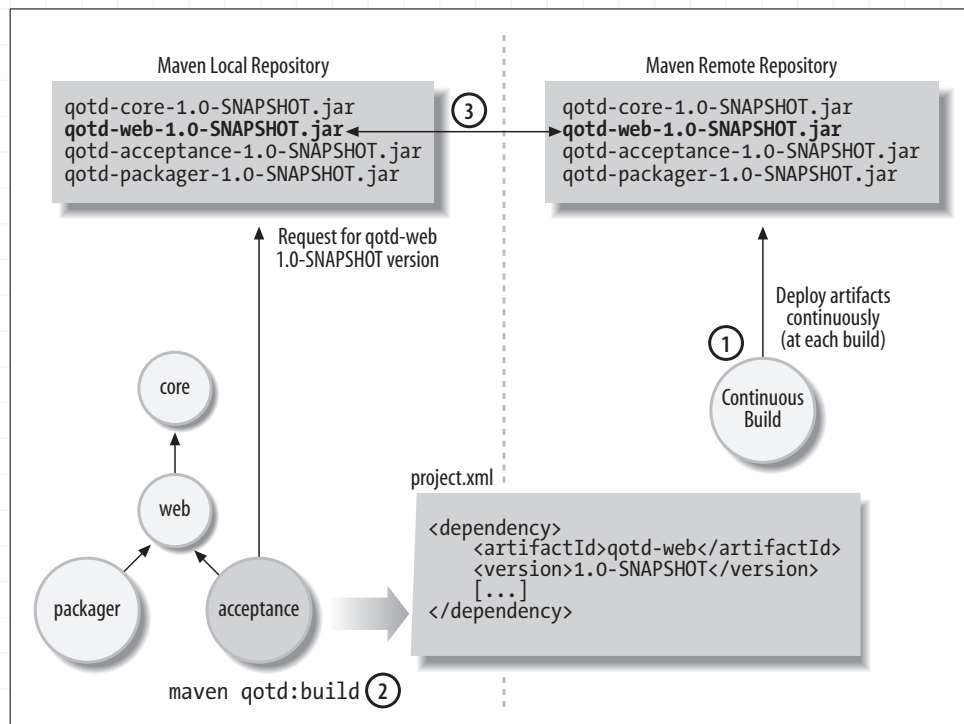 Maven Local Repository
qotd-core-1.0-SNAPSHOT.jar
qotd-web-1.0-SNAPSHOT.jar
qotd-acceptance-1.0-SNAPSHOT.jar
qotd-packager-1.0-SNAPSHOT.jar
3
Maven Remote Repository
qotd-core-1.0-SNAPSHOT.jar
qotd-web-1.0-SNAPSHOT.jar
qotd-acceptance-1.0-SNAPSHOT.jar
qotd-packager-1.0-SNAPSHOT.jar
Request for qotd-web
1.0-SNAPSHOT version
Deploy artifacts
continuously
(at each build)
1
Continuous
Build
core
web
packager
acceptance
maven qotd:build 2
project.xml
<dependency>
    <artifactId>qotd-web</artifactId>
    <version>1.0-SNAPSHOT</version>
    [...]
</dependency>